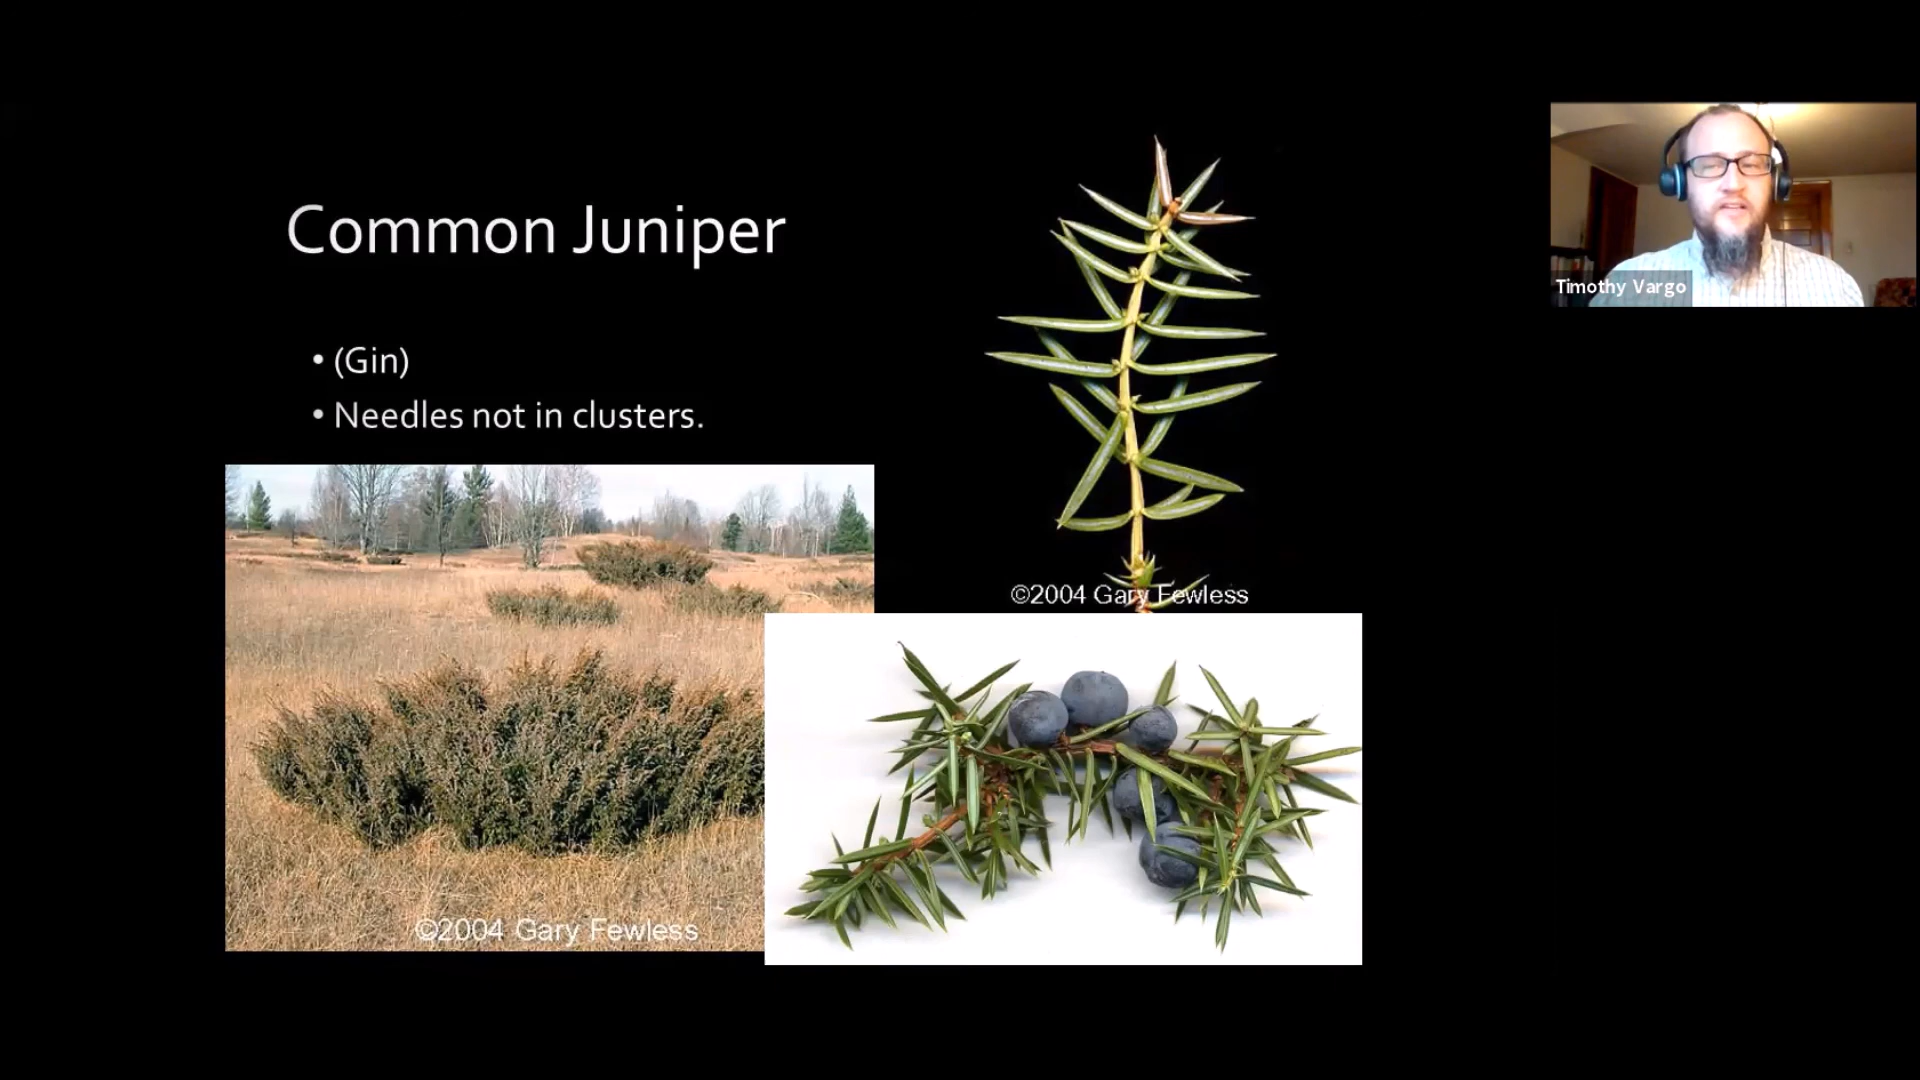 Common Juniper
• (Gin)
• Needles not in clusters.
©2004 Gary Fewless
©2004 Gary Fewless
Timothy Vargo